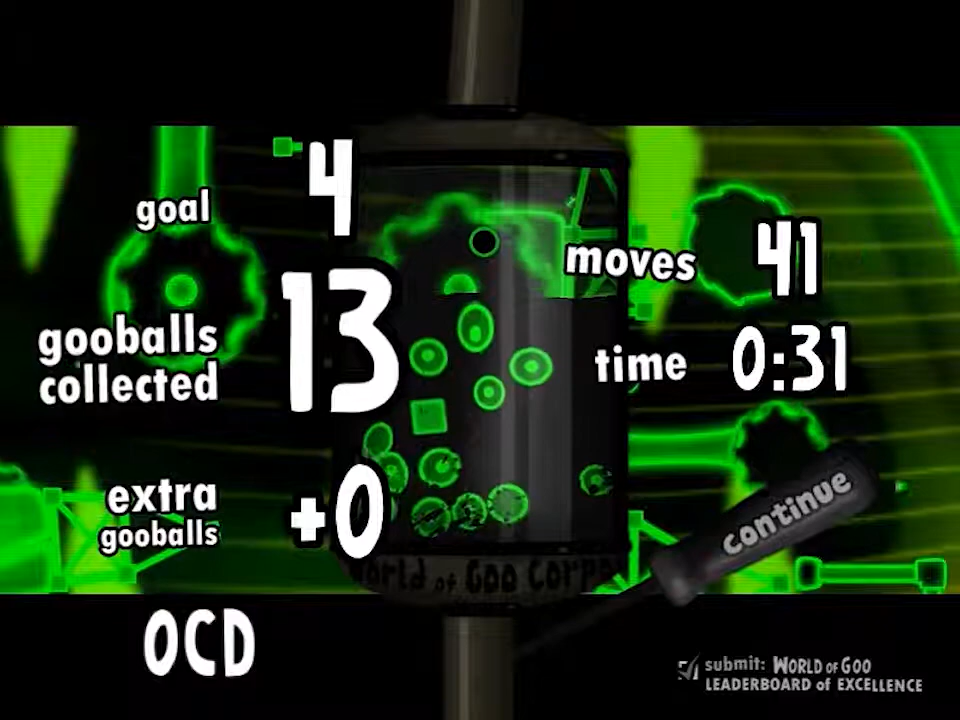 goal 4
gooballs
collected 13
extra
gooballs +0
OCD
moves 41
time 0:31
continue
World of Goo Corp
submit: WORLD OF GOO
LEADERBOARD of EXCELLENCE